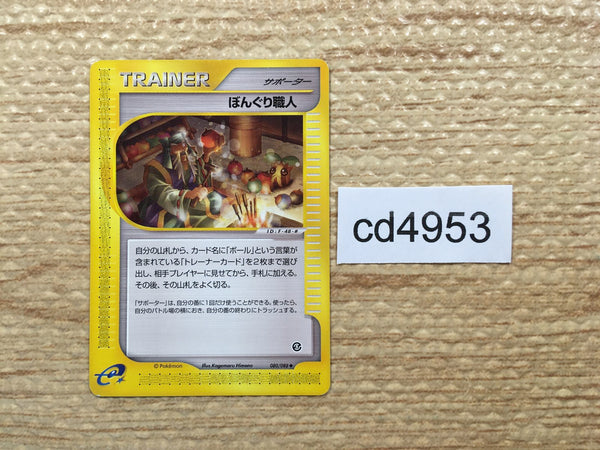 TRAINER
サポーター
ぼんぐり職人
ID:F-48-#
自分の山札から、カード名に「ボール」という言葉が
含まれている「トレーナーカード」を2枚まで選び
出し、相手プレイヤーに見せてから、手札に加える。
その後、その山札をよく切る。
「サポーター」は、自分の番に1回だけ使うことができる。使ったら、
自分のバトル場の横におき、自分の番の終わりにトラッシュする。
© Pokémon
Illus.Kagemaru Himeno
080/088
e
cd4953